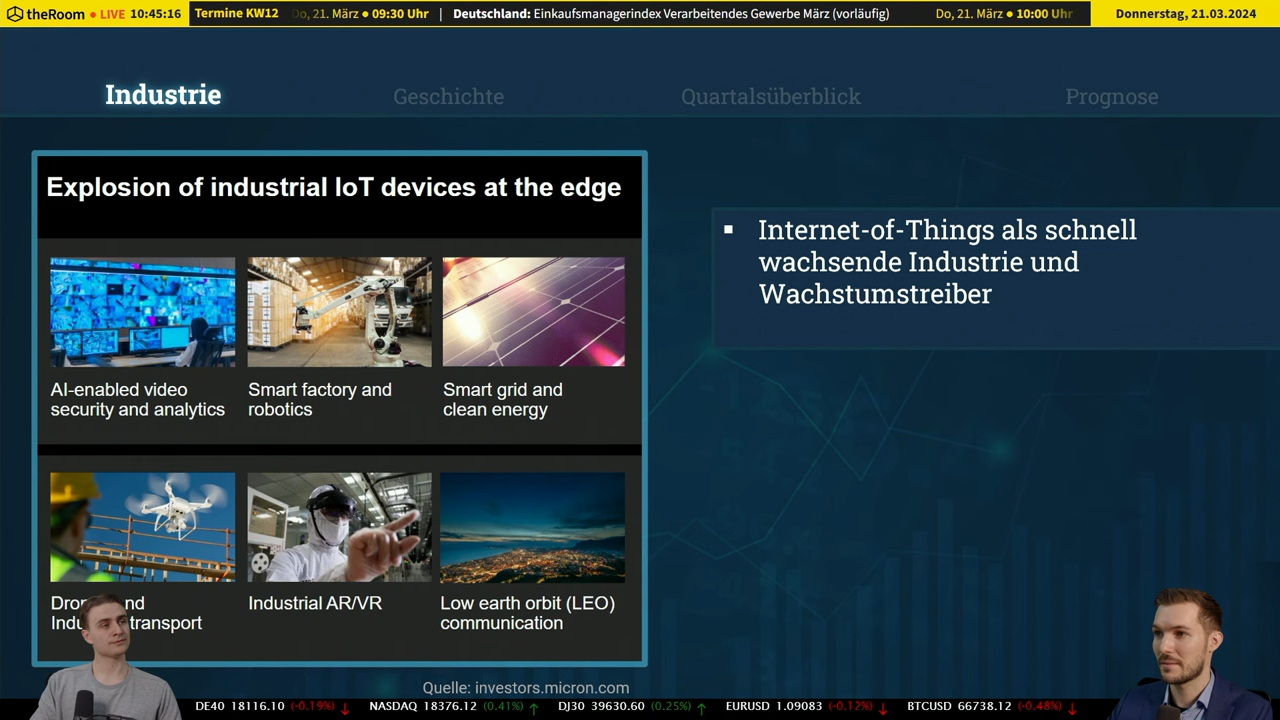 theRoom
LIVE 10:45:16
Termine KW12
Do, 21. März ● 09:30 Uhr | Deutschland: Einkaufsmanagerindex Verarbeitendes Gewerbe März (vorläufig)
Do, 21. März ● 10:00 Uhr
Donnerstag, 21.03.2024
Industrie
Geschichte
Quartalsüberblick
Prognose
Explosion of industrial IoT devices at the edge
AI-enabled video
security and analytics
Smart factory and
robotics
Smart grid and
clean energy
and
transport
Industrial AR/VR
Low earth orbit (LEO)
communication
Quelle: investors.micron.com
▪ Internet-of-Things als schnell
wachsende Industrie und
Wachstumstreiber
DE40 18116.10 (-0.19%) ↓ NASDAQ 18376.12 (0.41%) ↑ DJ30 39630.60 (0.25%) ↑ EURUSD 1.09083 (-0.12%) ↓ BTCUSD 66738.12 (-0.48%) ↓